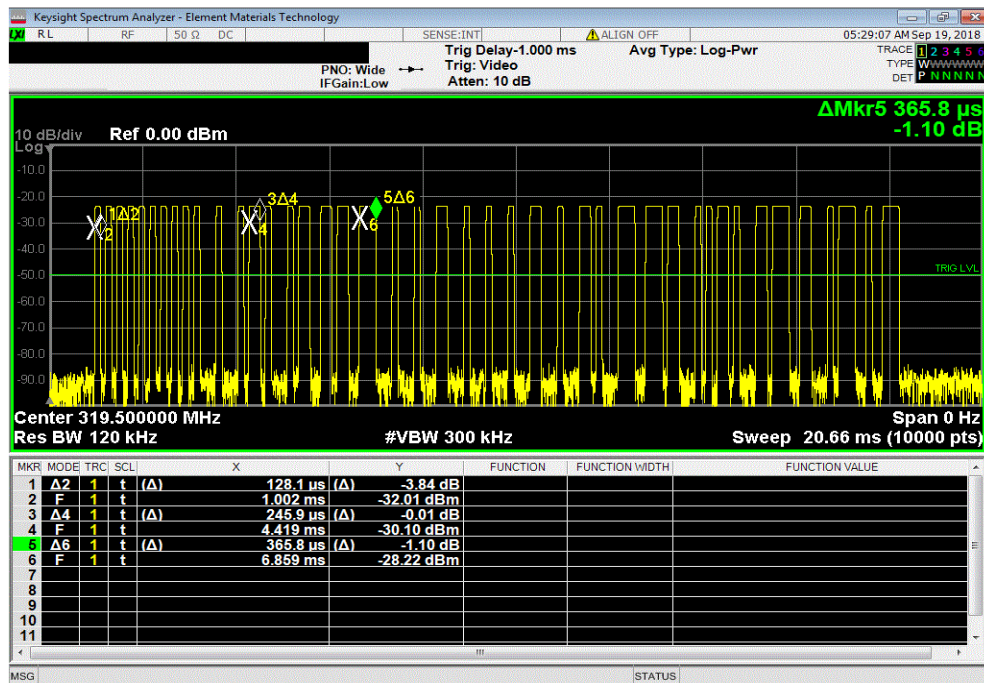 Keysight Spectrum Analyzer - Element Materials Technology
LXI RL RF 50 Ω DC SENSE:INT ALIGN OFF 05:29:07 AM Sep 19, 2018
Trig Delay-1.000 ms Avg Type: Log-Pwr TRACE 1 2 3 4 5 6
PNO: Wide Trig: Video TYPE WWWWWW
IFGain:Low Atten: 10 dB DET P N N N N N
ΔMkr5 365.8 µs
10 dB/div Ref 0.00 dBm -1.10 dB
Log
-10.0
-20.0
3Δ4 5Δ6
1Δ2
-30.0
2 4 6
-40.0
-50.0
TRIG LVL
-60.0
-70.0
-80.0
-90.0
Center 319.500000 MHz Span 0 Hz
Res BW 120 kHz #VBW 300 kHz Sweep 20.66 ms (10000 pts)
MKR MODE TRC SCL X Y FUNCTION FUNCTION WIDTH FUNCTION VALUE
1 Δ2 1 t (Δ) 128.1 µs (Δ) -3.84 dB
2 F 1 t 1.002 ms -32.01 dBm
3 Δ4 1 t (Δ) 245.9 µs (Δ) -0.01 dB
4 F 1 t 4.419 ms -30.10 dBm
5 Δ6 1 t (Δ) 365.8 µs (Δ) -1.10 dB
6 F 1 t 6.859 ms -28.22 dBm
7
8
9
10
11
MSG STATUS